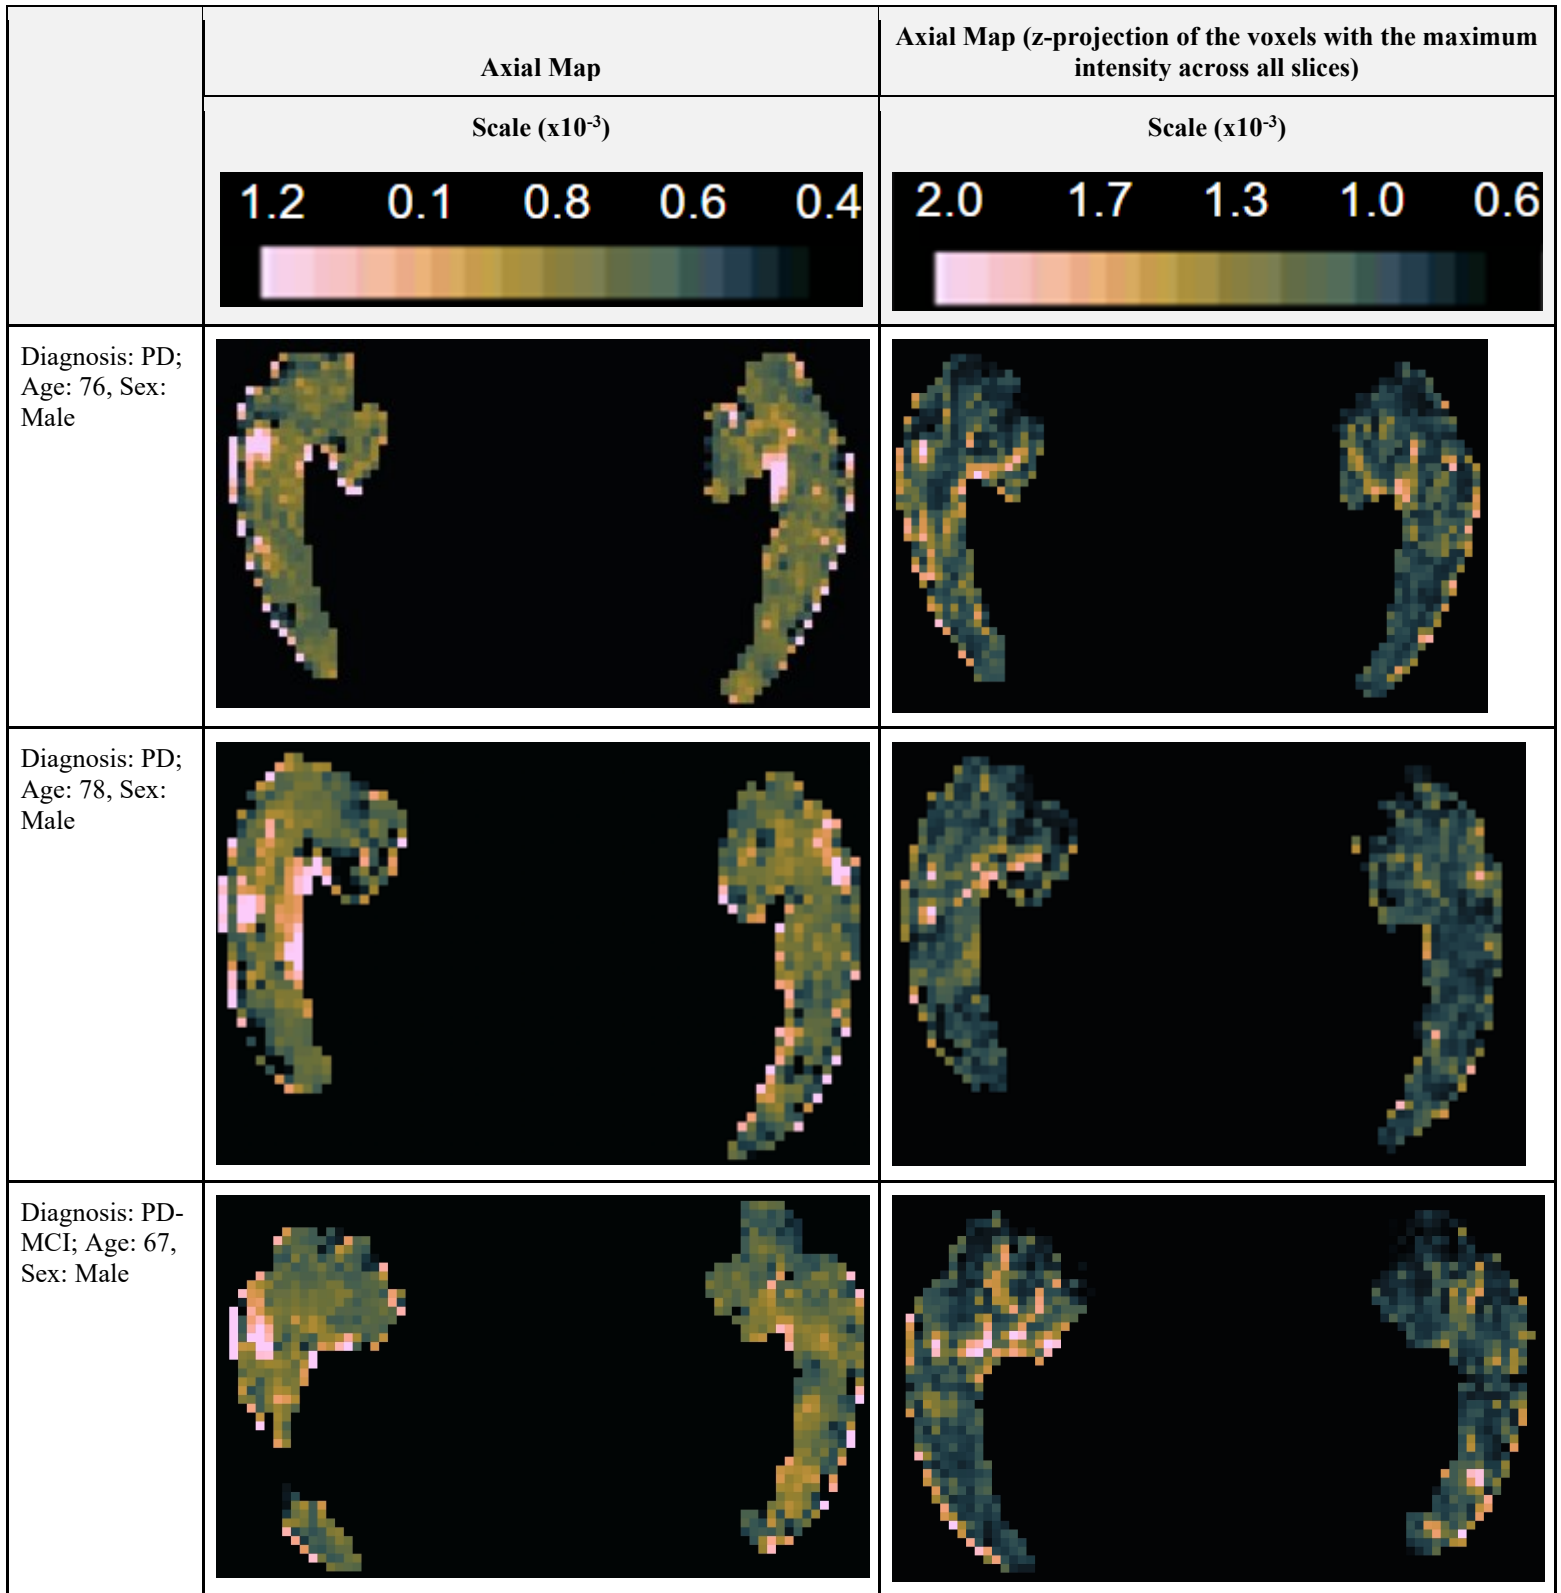 Axial Map
Axial Map (z-projection of the voxels with the maximum
intensity across all slices)
Scale (x10-3)
Scale (x10-3)
1.2 0.1 0.8 0.6 0.4
2.0 1.7 1.3 1.0 0.6
Diagnosis: PD;
Age: 76, Sex:
Male
Diagnosis: PD;
Age: 78, Sex:
Male
Diagnosis: PD-
MCI; Age: 67,
Sex: Male